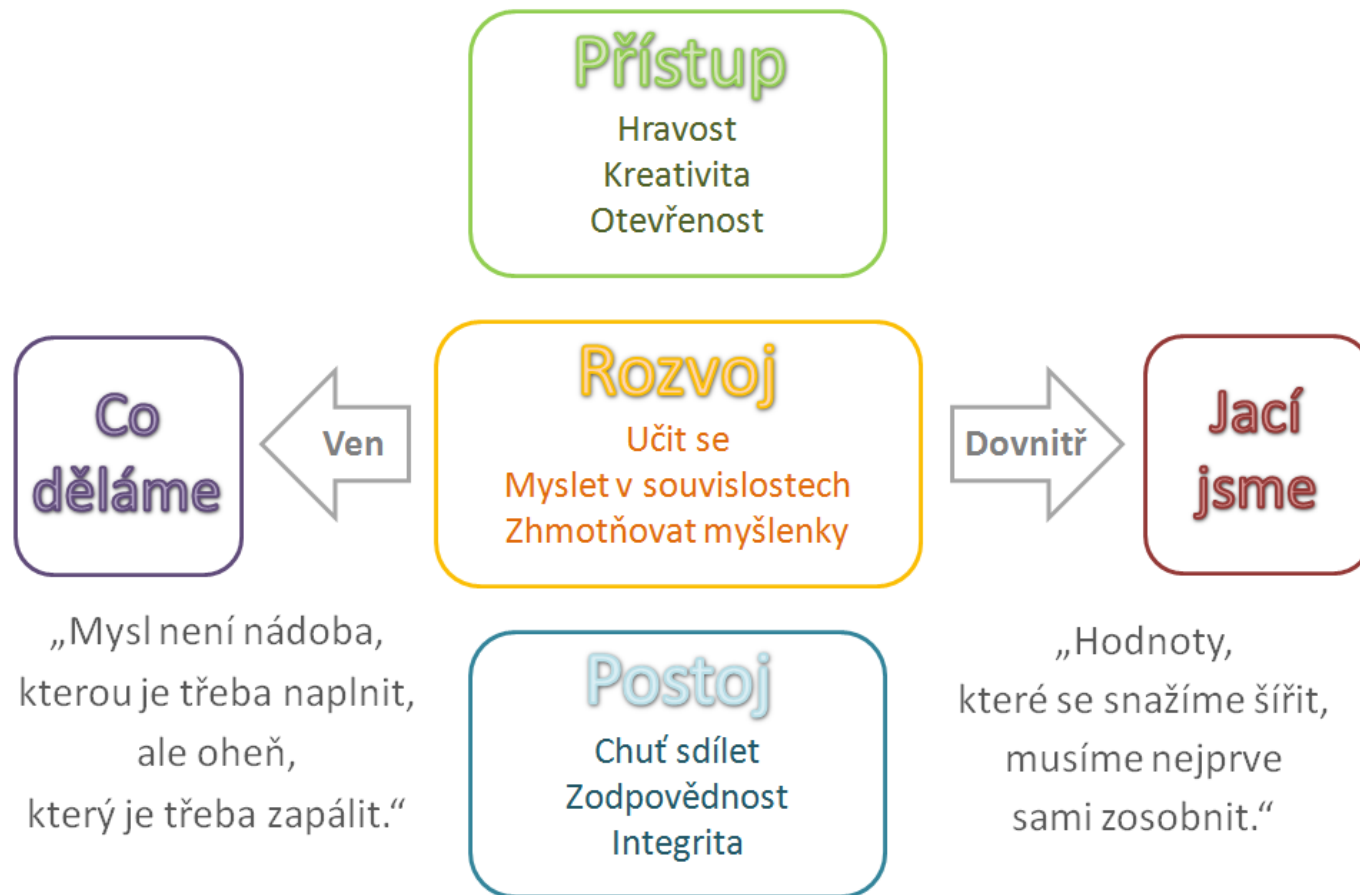 Přístup
Hravost
Kreativita
Otevřenost
Co
děláme
Ven
Rozvoj
Učit se
Myslet v souvislostech
Zhmotňovat myšlenky
Dovnitř
Jací
jsme
„Mysl není nádoba,
kterou je třeba naplnit,
ale oheň,
který je třeba zapálit.“
Postoj
Chuť sdílet
Zodpovědnost
Integrita
„Hodnoty,
které se snažíme šířit,
musíme nejprve
sami zosobnit.“